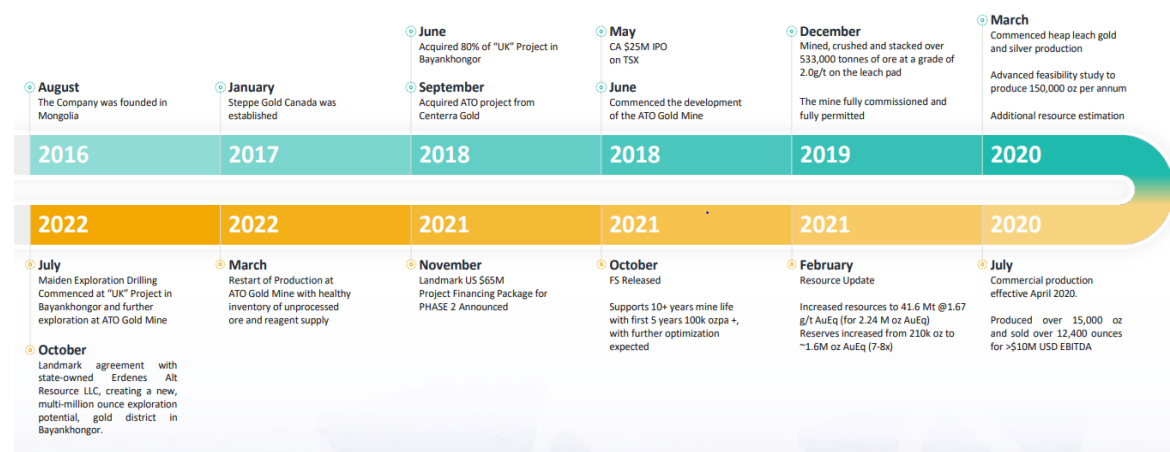 August
The Company was founded in
Mongolia
2016
January
Steppe Gold Canada was
established
2017
June
Acquired 80% of “UK” Project in
Bayankhongor
September
Acquired ATO project from
Centerra Gold
2018
May
CA $25M IPO
on TSX
June
Commenced the development
of the ATO Gold Mine
2018
December
Mined, crushed and stacked over
533,000 tonnes of ore at a grade of
2.0g/t on the leach pad
The mine fully commissioned and
fully permitted
2019
March
Commenced heap leach gold
and silver production
Advanced feasibility study to
produce 150,000 oz per annum
Additional resource estimation
2020
2020
July
Commercial production
effective April 2020.
Produced over 15,000 oz
and sold over 12,400 ounces
for >$10M USD EBITDA
2021
February
Resource Update
Increased resources to 41.6 Mt @1.67
g/t AuEq (for 2.24 M oz AuEq)
Reserves increased from 210k oz to
~1.6M oz AuEq (7-8x)
2021
October
FS Released
Supports 10+ years mine life
with first 5 years 100k ozpa +,
with further optimization
expected
2021
November
Landmark US $65M
Project Financing Package for
PHASE 2 Announced
2022
March
Restart of Production at
ATO Gold Mine with healthy
inventory of unprocessed
ore and reagent supply
2022
July
Maiden Exploration Drilling
Commenced at “UK” Project in
Bayankhongor and further
exploration at ATO Gold Mine
October
Landmark agreement with
state-owned Erdenes Alt
Resource LLC, creating a new,
multi-million ounce exploration
potential, gold district in
Bayankhongor.